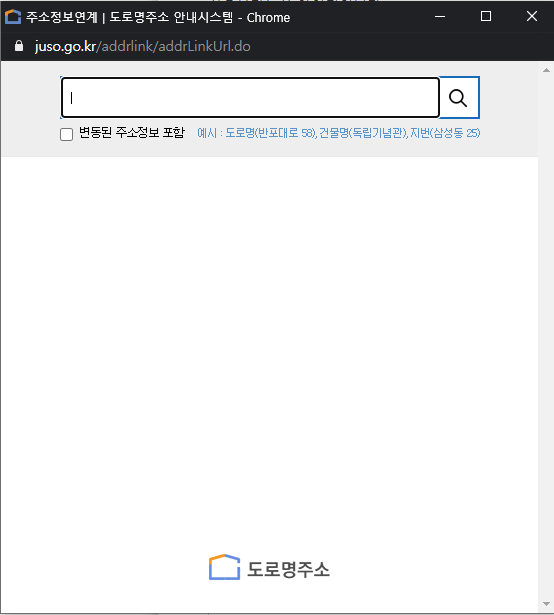 주소정보연계 | 도로명주소 안내시스템 - Chrome
juso.go.kr/addrlink/addrLinkUrl.do
변동된 주소정보 포함 예시 : 도로명(반포대로 58), 건물명(독립기념관), 지번(삼성동 25)
도로명주소